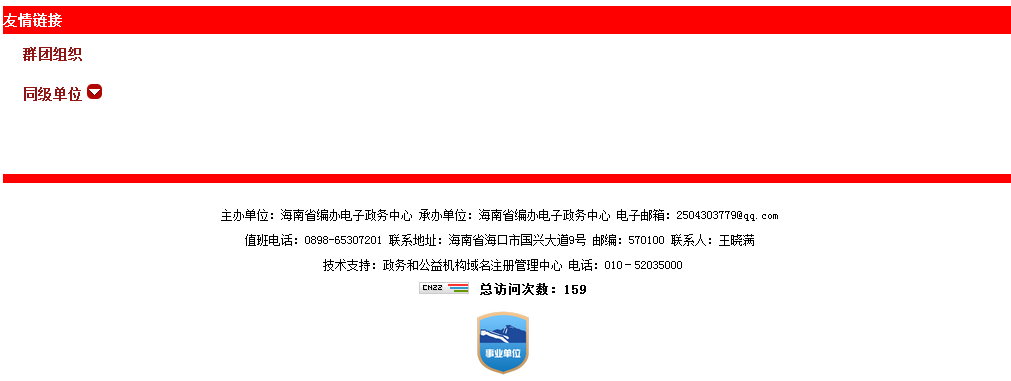 友情链接
群团组织
同级单位
主办单位：海南省编办电子政务中心 承办单位：海南省编办电子政务中心 电子邮箱：2504303779@qq.com
值班电话：0898-65307201 联系地址：海南省海口市国兴大道9号 邮编：570100 联系人：王晓满
技术支持：政务和公益机构域名注册管理中心 电话：010－52035000
CNZZ 总访问次数：159
事业单位